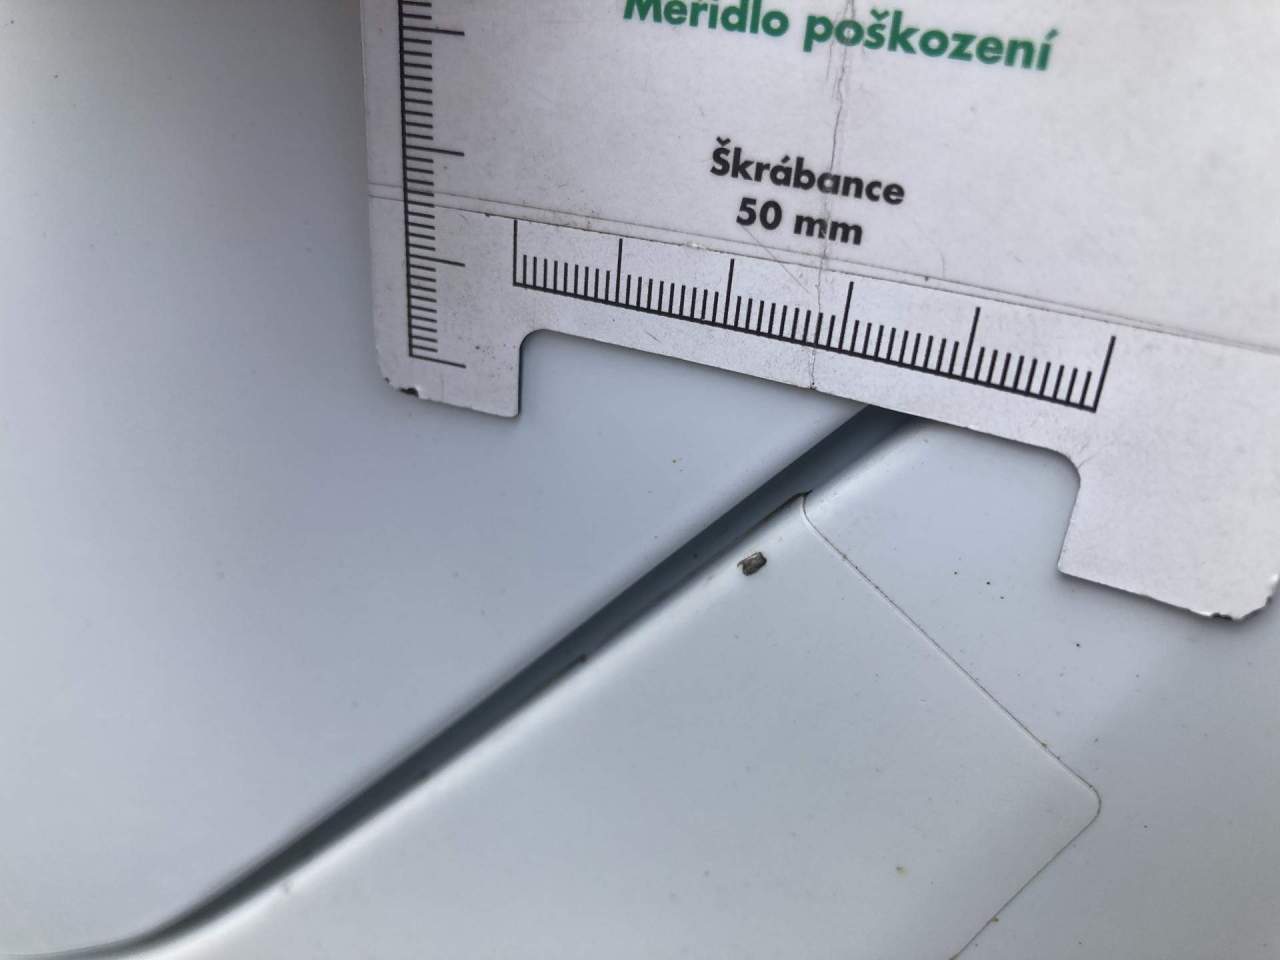 Měřidlo poškození
Škrábance
50 mm